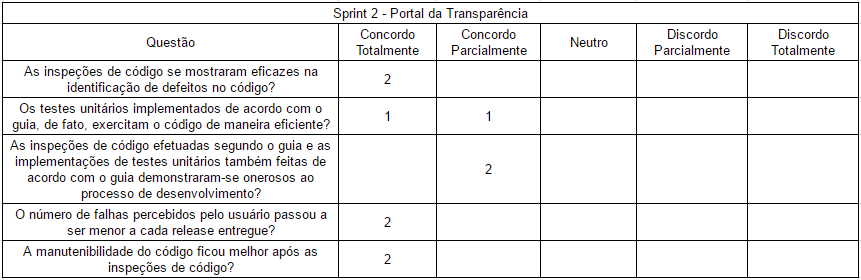 Sprint 2 - Portal da Transparência
Questão
Concordo
Totalmente
Concordo
Parcialmente
Neutro
Discordo
Parcialmente
Discordo
Totalmente
As inspeções de código se mostraram eficazes na
identificação de defeitos no código?
2
Os testes unitários implementados de acordo com o
guia, de fato, exercitam o código de maneira eficiente?
1
1
As inspeções de código efetuadas segundo o guia e as
implementações de testes unitários também feitas de
acordo com o guia demonstraram-se onerosos ao
processo de desenvolvimento?
2
O número de falhas percebidos pelo usuário passou a
ser menor a cada release entregue?
2
A manutenibilidade do código ficou melhor após as
inspeções de código?
2